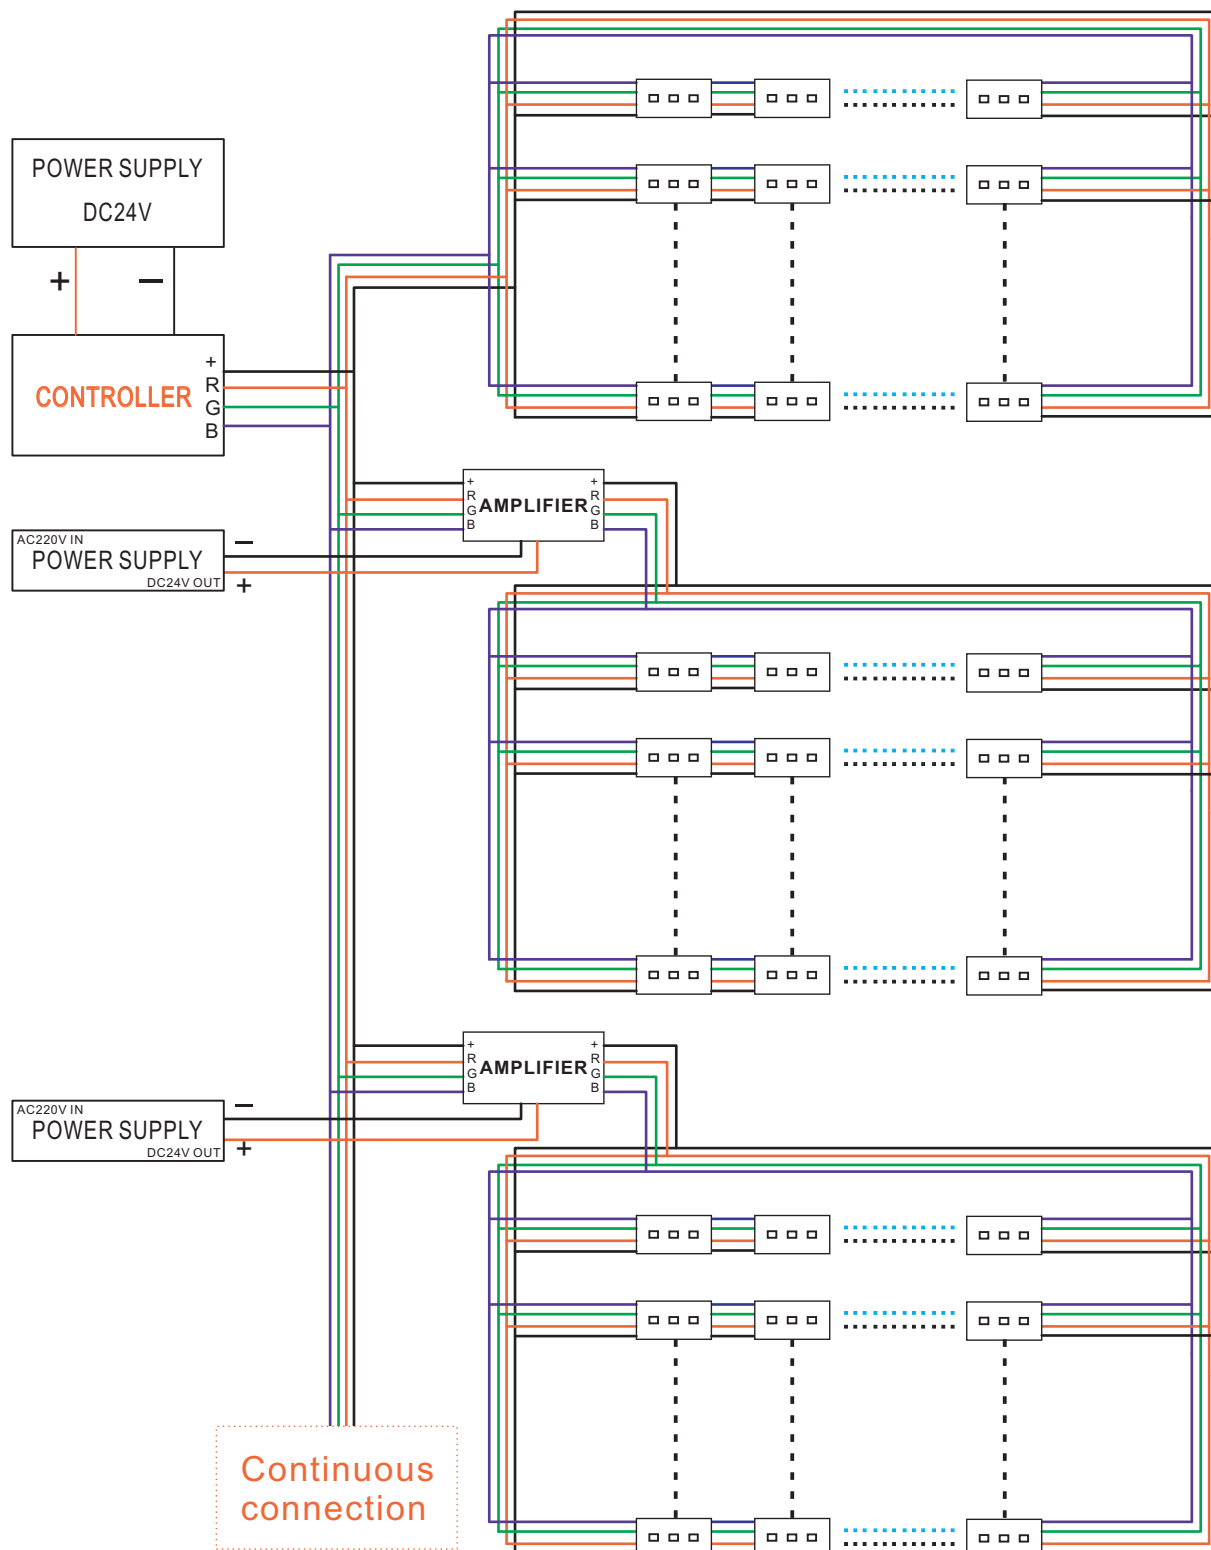 POWER SUPPLY
DC24V
+ −
CONTROLLER
+
R
G
B
+ +
R R
G AMPLIFIER G
B B
AC220V IN
POWER SUPPLY
DC24V OUT
−
+
+ +
R R
G AMPLIFIER G
B B
AC220V IN
POWER SUPPLY
DC24V OUT
−
+
Continuous
connection